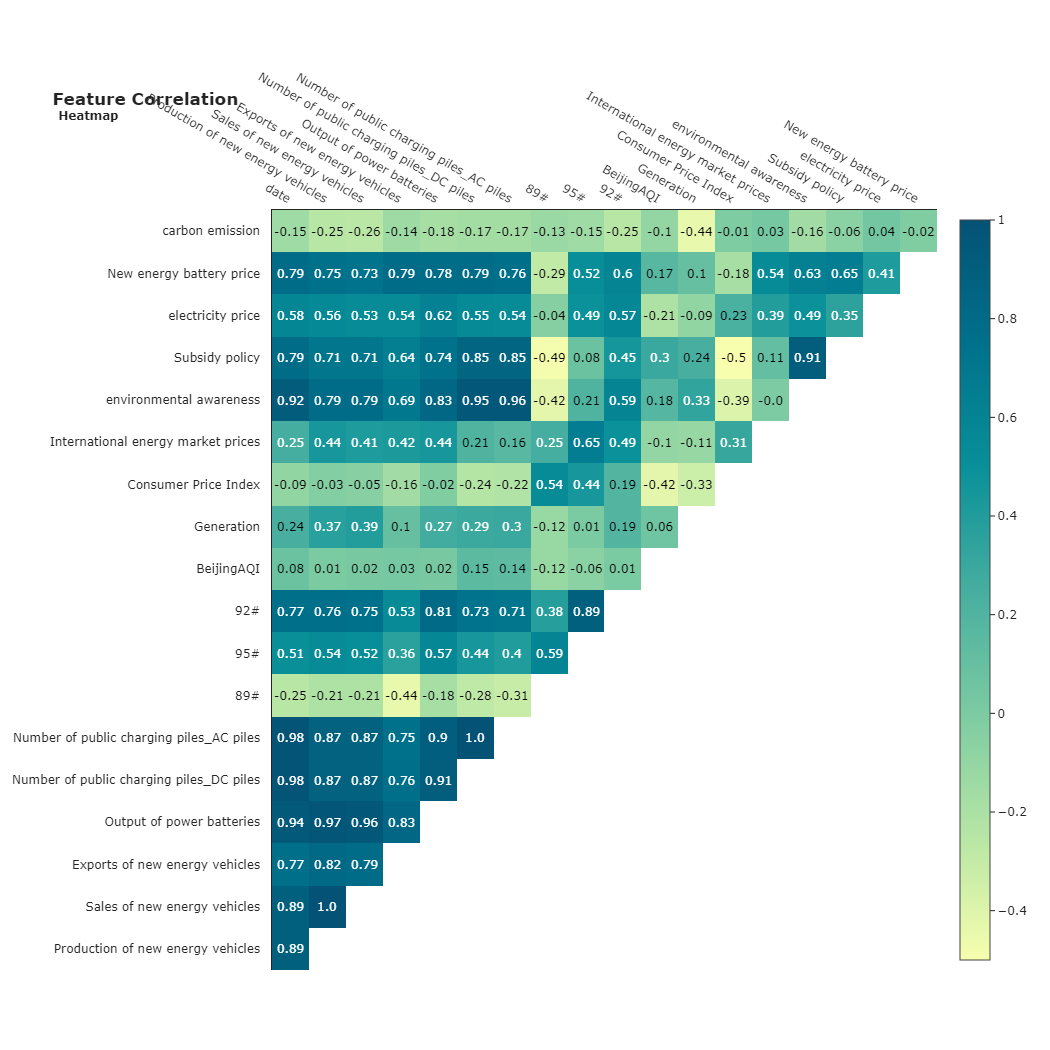 Feature Correlation
Heatmap
date
Production of new energy vehicles
Sales of new energy vehicles
Exports of new energy vehicles
Output of power batteries
Number of public charging piles_DC piles
Number of public charging piles_AC piles
89#
95#
92#
BeijingAQI
Generation
Consumer Price Index
International energy market prices
environmental awareness
Subsidy policy
electricity price
New energy battery price
carbon emission -0.15 -0.25 -0.26 -0.14 -0.18 -0.17 -0.17 -0.13 -0.15 -0.25 -0.1 -0.44 -0.01 0.03 -0.16 -0.06 0.04 -0.02
New energy battery price 0.79 0.75 0.73 0.79 0.78 0.79 0.76 -0.29 0.52 0.6 0.17 0.1 -0.18 0.54 0.63 0.65 0.41
electricity price 0.58 0.56 0.53 0.54 0.62 0.55 0.54 -0.04 0.49 0.57 -0.21 -0.09 0.23 0.39 0.49 0.35
Subsidy policy 0.79 0.71 0.71 0.64 0.74 0.85 0.85 -0.49 0.08 0.45 0.3 0.24 -0.5 0.11 0.91
environmental awareness 0.92 0.79 0.79 0.69 0.83 0.95 0.96 -0.42 0.21 0.59 0.18 0.33 -0.39 -0.0
International energy market prices 0.25 0.44 0.41 0.42 0.44 0.21 0.16 0.25 0.65 0.49 -0.1 -0.11 0.31
Consumer Price Index -0.09 -0.03 -0.05 -0.16 -0.02 -0.24 -0.22 0.54 0.44 0.19 -0.42 -0.33
Generation 0.24 0.37 0.39 0.1 0.27 0.29 0.3 -0.12 0.01 0.19 0.06
BeijingAQI 0.08 0.01 0.02 0.03 0.02 0.15 0.14 -0.12 -0.06 0.01
92# 0.77 0.76 0.75 0.53 0.81 0.73 0.71 0.38 0.89
95# 0.51 0.54 0.52 0.36 0.57 0.44 0.4 0.59
89# -0.25 -0.21 -0.21 -0.44 -0.18 -0.28 -0.31
Number of public charging piles_AC piles 0.98 0.87 0.87 0.75 0.9 1.0
Number of public charging piles_DC piles 0.98 0.87 0.87 0.76 0.91
Output of power batteries 0.94 0.97 0.96 0.83
Exports of new energy vehicles 0.77 0.82 0.79
Sales of new energy vehicles 0.89 1.0
Production of new energy vehicles 0.89
1
0.8
0.6
0.4
0.2
0
−0.2
−0.4